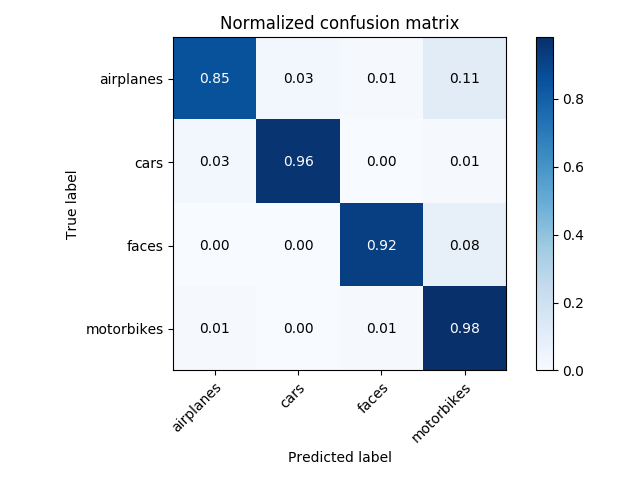 Normalized confusion matrix
airplanes 0.85 0.03 0.01 0.11
cars 0.03 0.96 0.00 0.01
faces 0.00 0.00 0.92 0.08
motorbikes 0.01 0.00 0.01 0.98
True label
airplanes cars faces motorbikes
Predicted label
0.8
0.6
0.4
0.2
0.0